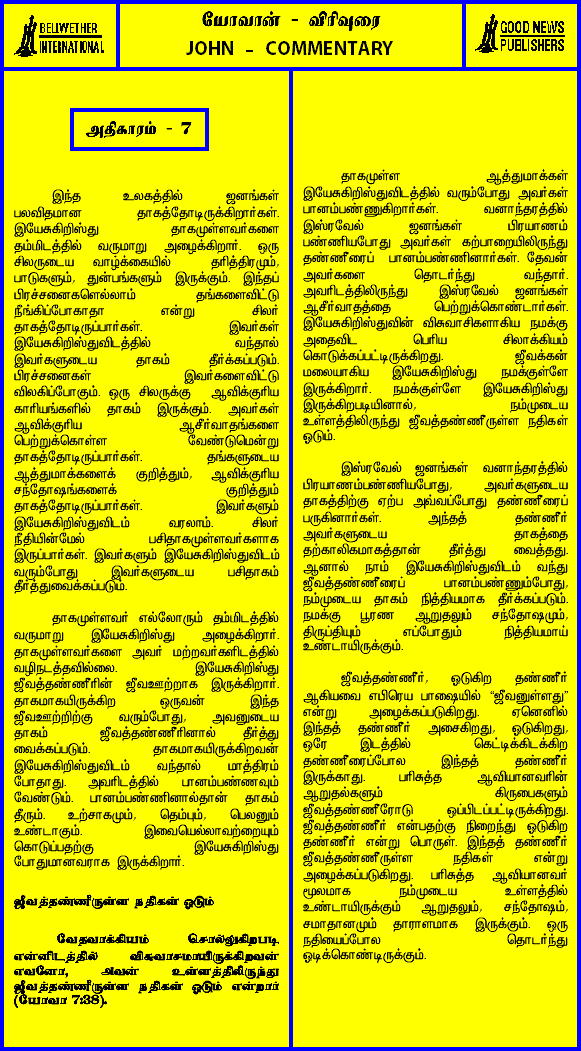 BELWETHER
INTERNATIONAL
யோவான் - விரிவுரை
JOHN - COMMENTARY
GOOD NEWS
PUBLISHERS
அதிகாரம் - 7
இந்த உலகத்தில் ஜனங்கள்
பலவிதமான தாகத்தோடிருக்கிறார்கள்.
இயேசுகிறிஸ்து தாகமுள்ளவர்களை
தம்மிடத்தில் வருமாறு அழைக்கிறார். ஒரு
சிலருடைய வாழ்க்கையில் தரித்திரமும்,
பாடுகளும், துன்பங்களும் இருக்கும். இந்தப்
பிரச்சனைகளெல்லாம் தங்களைவிட்டு
நீங்கிப்போகாதா என்று சிலர்
தாகத்தோடிருப்பார்கள். இவர்கள்
இயேசுகிறிஸ்துவிடத்தில் வந்தால்
இவர்களுடைய தாகம் தீர்க்கப்படும்.
பிரச்சனைகள் இவர்களைவிட்டு
விலகிப்போகும். ஒரு சிலருக்கு ஆவிக்குரிய
காரியங்களில் தாகம் இருக்கும். அவர்கள்
ஆவிக்குரிய ஆசீர்வாதங்களை
பெற்றுக்கொள்ள வேண்டுமென்று
தாகத்தோடிருப்பார்கள். தங்களுடைய
ஆத்துமாக்களைக் குறித்தும், ஆவிக்குரிய
சந்தோஷங்களைக் குறித்தும்
தாகத்தோடிருப்பார்கள். இவர்களும்
இயேசுகிறிஸ்துவிடம் வரலாம். சிலர்
நீதியின்மேல் பசிதாகமுள்ளவர்களாக
இருப்பார்கள். இவர்களும் இயேசுகிறிஸ்துவிடம்
வரும்போது இவர்களுடைய பசிதாகம்
தீர்த்துவைக்கப்படும்.
தாகமுள்ளவர் எல்லோரும் தம்மிடத்தில்
வருமாறு இயேசுகிறிஸ்து அழைக்கிறார்.
தாகமுள்ளவர்களை அவர் மற்றவர்களிடத்தில்
வழிநடத்தவில்லை. இயேசுகிறிஸ்து
ஜீவத்தண்ணீரின் ஜீவஊற்றாக இருக்கிறார்.
தாகமாகயிருக்கிற ஒருவன் இந்த
ஜீவஊற்றிற்கு வரும்போது, அவனுடைய
தாகம் ஜீவத்தண்ணீரினால் தீர்த்து
வைக்கப்படும். தாகமாகயிருக்கிறவன்
இயேசுகிறிஸ்துவிடம் வந்தால் மாத்திரம்
போதாது. அவரிடத்தில் பானம்பண்ணவும்
வேண்டும். பானம்பண்ணினால்தான் தாகம்
தீரும். உற்சாகமும், தெம்பும், பெலனும்
உண்டாகும். இவையெல்லாவற்றையும்
கொடுப்பதற்கு இயேசுகிறிஸ்து
போதுமானவராக இருக்கிறார்.
ஜீவத்தண்ணீருள்ள நதிகள் ஓடும்
வேதவாக்கியம் சொல்லுகிறபடி
என்னிடத்தில் விசுவாசமாயிருக்கிறவன்
எவனோ, அவன் உள்ளத்திலிருந்து
ஜீவத்தண்ணீருள்ள நதிகள் ஓடும் என்றார்
(யோவா 7:38).
தாகமுள்ள ஆத்துமாக்கள்
இயேசுகிறிஸ்துவிடத்தில் வரும்போது அவர்கள்
பானம்பண்ணுகிறார்கள். வனாந்தரத்தில்
இஸ்ரவேல் ஜனங்கள் பிரயாணம்
பண்ணியபோது அவர்கள் கற்பாறையிலிருந்து
தண்ணீரைப் பானம்பண்ணினார்கள். தேவன்
அவர்களை தொடர்ந்து வந்தார்.
அவரிடத்திலிருந்து இஸ்ரவேல் ஜனங்கள்
ஆசீர்வாதத்தை பெற்றுக்கொண்டார்கள்.
இயேசுகிறிஸ்துவின் விசுவாசிகளாகிய நமக்கு
அதைவிட பெரிய சிலாக்கியம்
கொடுக்கப்பட்டிருக்கிறது. ஜீவக்கன்
மலையாகிய இயேசுகிறிஸ்து நமக்குள்ளே
இருக்கிறார். நமக்குள்ளே இயேசுகிறிஸ்து
இருக்கிறபடியினால், நம்முடைய
உள்ளத்திலிருந்து ஜீவத்தண்ணீருள்ள நதிகள்
ஓடும்.
இஸ்ரவேல் ஜனங்கள் வனாந்தரத்தில்
பிரயாணம்பண்ணியபோது, அவர்களுடைய
தாகத்திற்கு ஏற்ப அவ்வப்போது தண்ணீரைப்
பருகினார்கள். அந்தத் தண்ணீர்
அவர்களுடைய தாகத்தை
தற்காலிகமாகத்தான் தீர்த்து வைத்தது.
ஆனால் நாம் இயேசுகிறிஸ்துவிடம் வந்து
ஜீவத்தண்ணீரைப் பானம்பண்ணும்போது,
நம்முடைய தாகம் நித்தியமாக தீர்க்கப்படும்.
நமக்கு பூரண ஆறுதலும் சந்தோஷமும்,
திருப்தியும் எப்போதும் நித்தியமாய்
உண்டாயிருக்கும்.
ஜீவத்தண்ணீர், ஓடுகிற தண்ணீர்
ஆகியவை எபிரெய பாஷையில் “ஜீவனுள்ளது”
என்று அழைக்கப்படுகிறது. ஏனெனில்
இந்தத் தண்ணீர் அசைகிறது, ஓடுகிறது,
ஒரே இடத்தில் கெட்டிக்கிடக்கிற
தண்ணீரைப்போல இந்தத் தண்ணீர்
இருக்காது. பரிசுத்த ஆவியானவரின்
ஆறுதல்களும் கிருபைகளும்
ஜீவத்தண்ணீரோடு ஒப்பிடப்பட்டிருக்கிறது.
ஜீவத்தண்ணீர் என்பதற்கு நிறைந்து ஓடுகிற
தண்ணீர் என்று பொருள். இந்தத் தண்ணீர்
ஜீவத்தண்ணீருள்ள நதிகள் என்று
அழைக்கப்படுகிறது. பரிசுத்த ஆவியானவர்
மூலமாக நம்முடைய உள்ளத்தில்
உண்டாயிருக்கும் ஆறுதலும், சந்தோஷம்,
சமாதானமும் தாராளமாக இருக்கும். ஒரு
நதியைப்போல தொடர்ந்து
ஓடிக்கொண்டிருக்கும்.